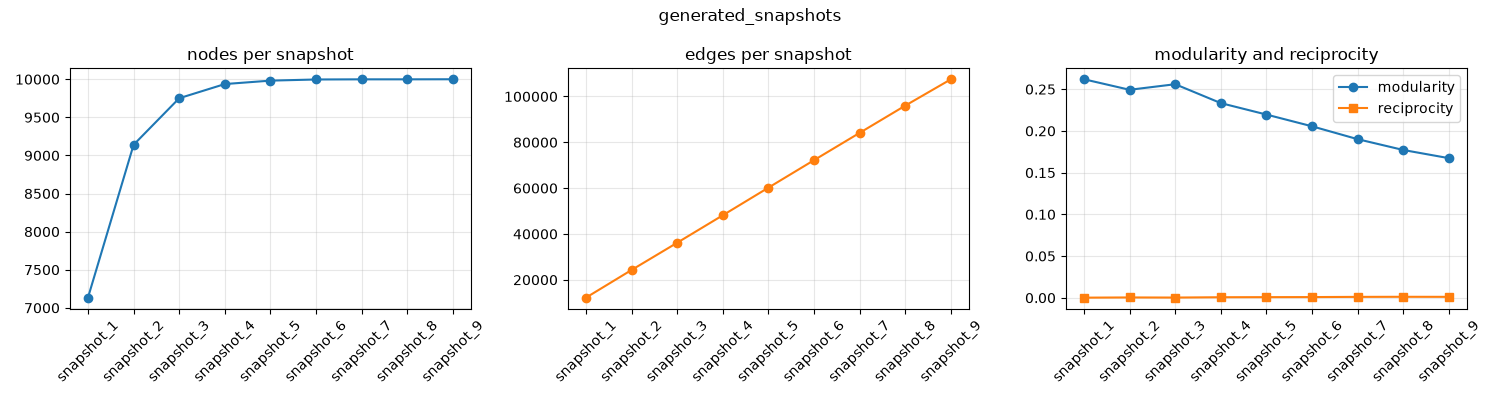 generated_snapshots
nodes per snapshot
10000
9500
9000
8500
8000
7500
7000
snapshot_1
snapshot_2
snapshot_3
snapshot_4
snapshot_5
snapshot_6
snapshot_7
snapshot_8
snapshot_9
edges per snapshot
100000
80000
60000
40000
20000
snapshot_1
snapshot_2
snapshot_3
snapshot_4
snapshot_5
snapshot_6
snapshot_7
snapshot_8
snapshot_9
modularity and reciprocity
modularity
reciprocity
0.25
0.20
0.15
0.10
0.05
0.00
snapshot_1
snapshot_2
snapshot_3
snapshot_4
snapshot_5
snapshot_6
snapshot_7
snapshot_8
snapshot_9